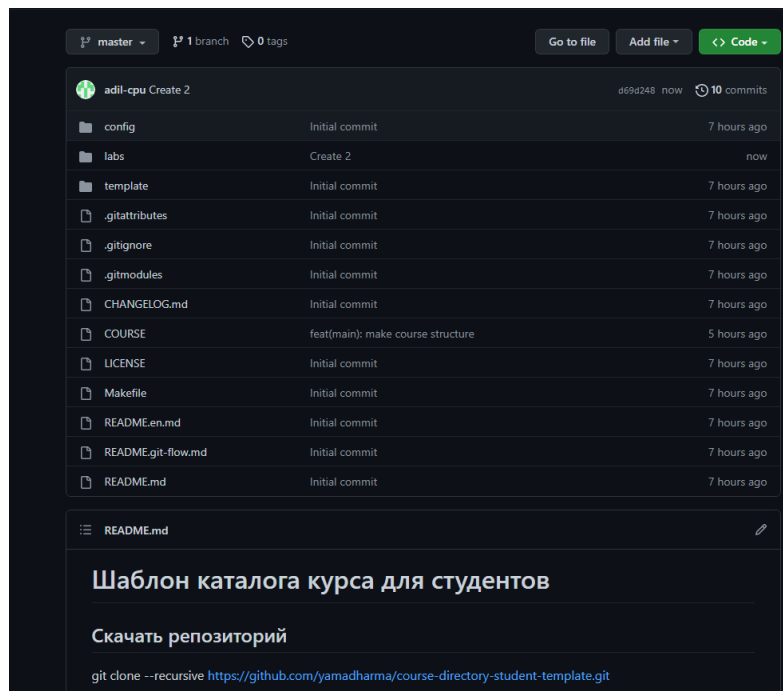 master 1 branch 0 tags Go to file Add file Code
adil-cpu Create 2 d69d248 now 10 commits
config Initial commit 7 hours ago
labs Create 2 now
template Initial commit 7 hours ago
.gitattributes Initial commit 7 hours ago
.gitignore Initial commit 7 hours ago
.gitmodules Initial commit 7 hours ago
CHANGELOG.md Initial commit 7 hours ago
COURSE feat(main): make course structure 5 hours ago
LICENSE Initial commit 7 hours ago
Makefile Initial commit 7 hours ago
README.en.md Initial commit 7 hours ago
README.git-flow.md Initial commit 7 hours ago
README.md Initial commit 7 hours ago
README.md
Шаблон каталога курса для студентов
Скачать репозиторий
git clone --recursive https://github.com/yamadharma/course-directory-student-template.git